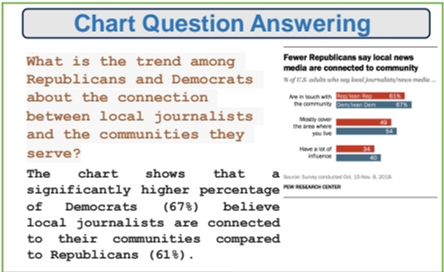 Chart Question Answering
What is the trend among
Republicans and Democrats
about the connection
between local journalists
and the communities they
serve?
The chart shows that a
significantly higher percentage
of Democrats (67%) believe
local journalists are connected
to their communities compared
to Republicans (61%).
Fewer Republicans say local news
media are connected to community
% of U.S. adults who say local journalists/news media ...
Are in touch with
the community
Rep/lean Rep 61%
Dem/lean Dem 67%
Mostly cover
the area where
you live
49
54
Have a lot of
influence
34
40
Source: Survey conducted Oct. 15-Nov. 8, 2018.
PEW RESEARCH CENTER